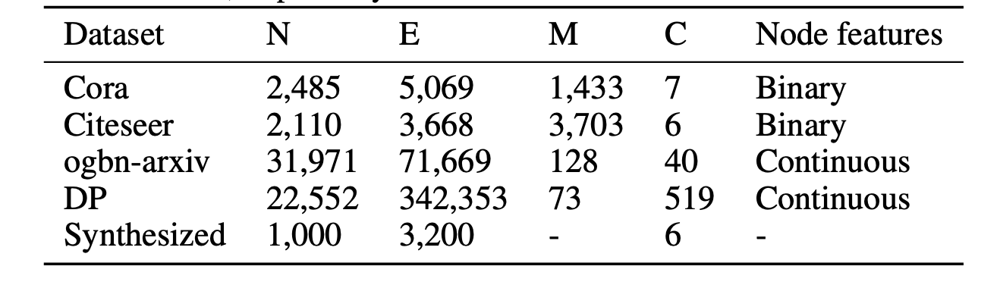 Dataset N E M C Node features
Cora 2,485 5,069 1,433 7 Binary
Citeseer 2,110 3,668 3,703 6 Binary
ogbn-arxiv 31,971 71,669 128 40 Continuous
DP 22,552 342,353 73 519 Continuous
Synthesized 1,000 3,200 - 6 -